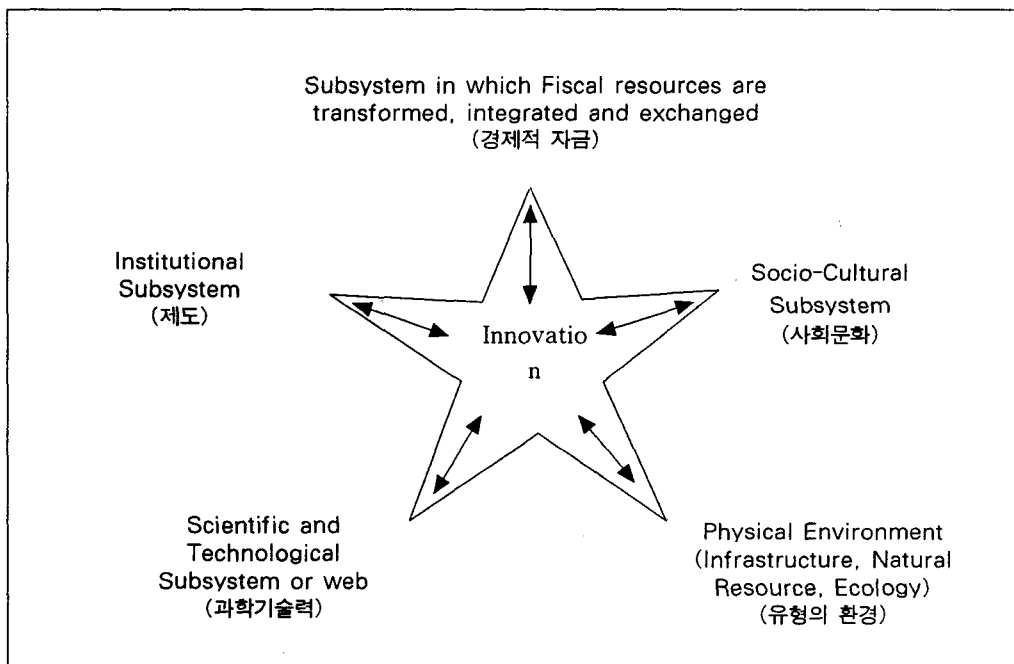 Subsystem in which Fiscal resources are
transformed, integrated and exchanged
(경제적 자금)
Institutional
Subsystem
(제도)
Socio-Cultural
Subsystem
(사회문화)
Innovatio
n
Scientific and
Technological
Subsystem or web
(과학기술력)
Physical Environment
(Infrastructure, Natural
Resource, Ecology)
(유형의 환경)